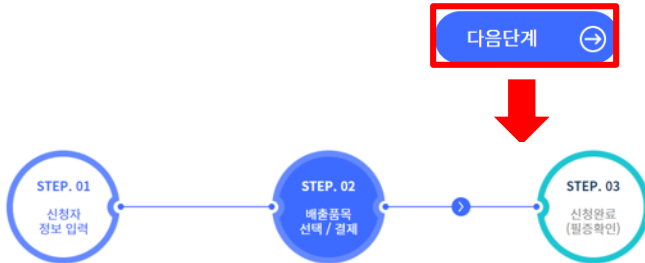 다음단계
STEP. 01
신청자
정보 입력
STEP. 02
배출품목
선택 / 결제
STEP. 03
신청완료
(필증확인)